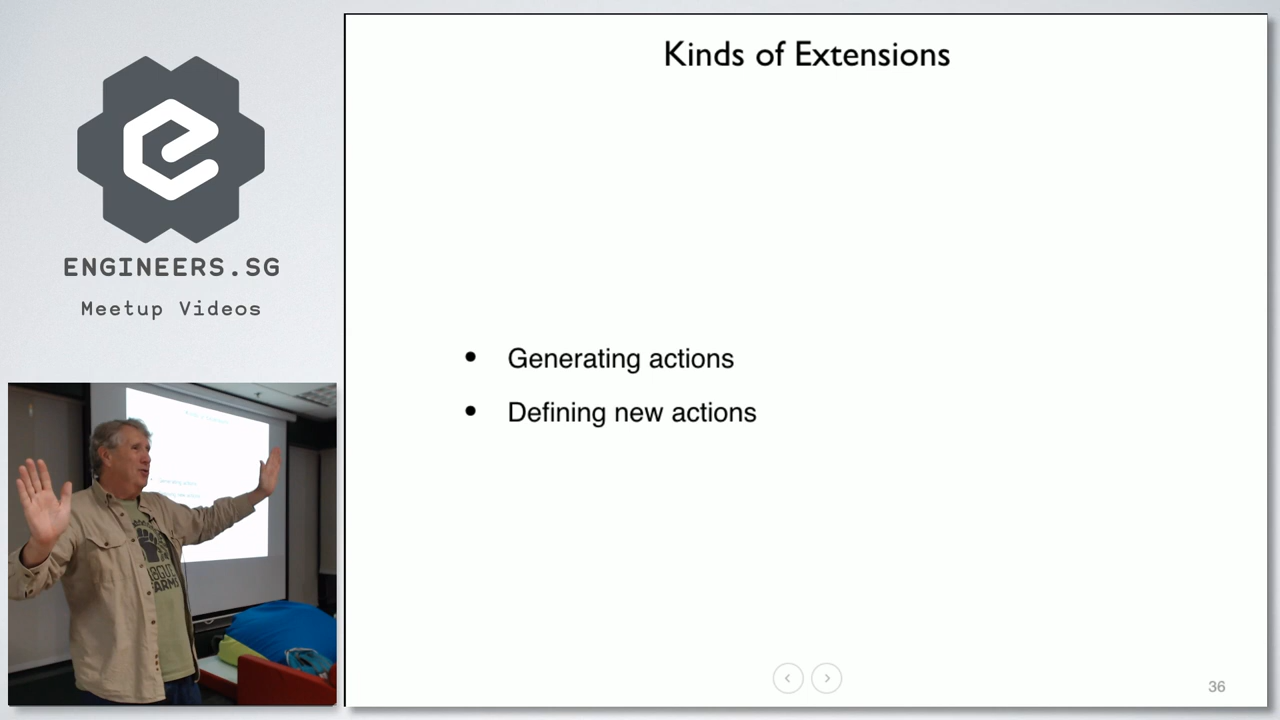 ENGINEERS.SG
Meetup Videos
Kinds of Extensions
• Generating actions
• Defining new actions
36